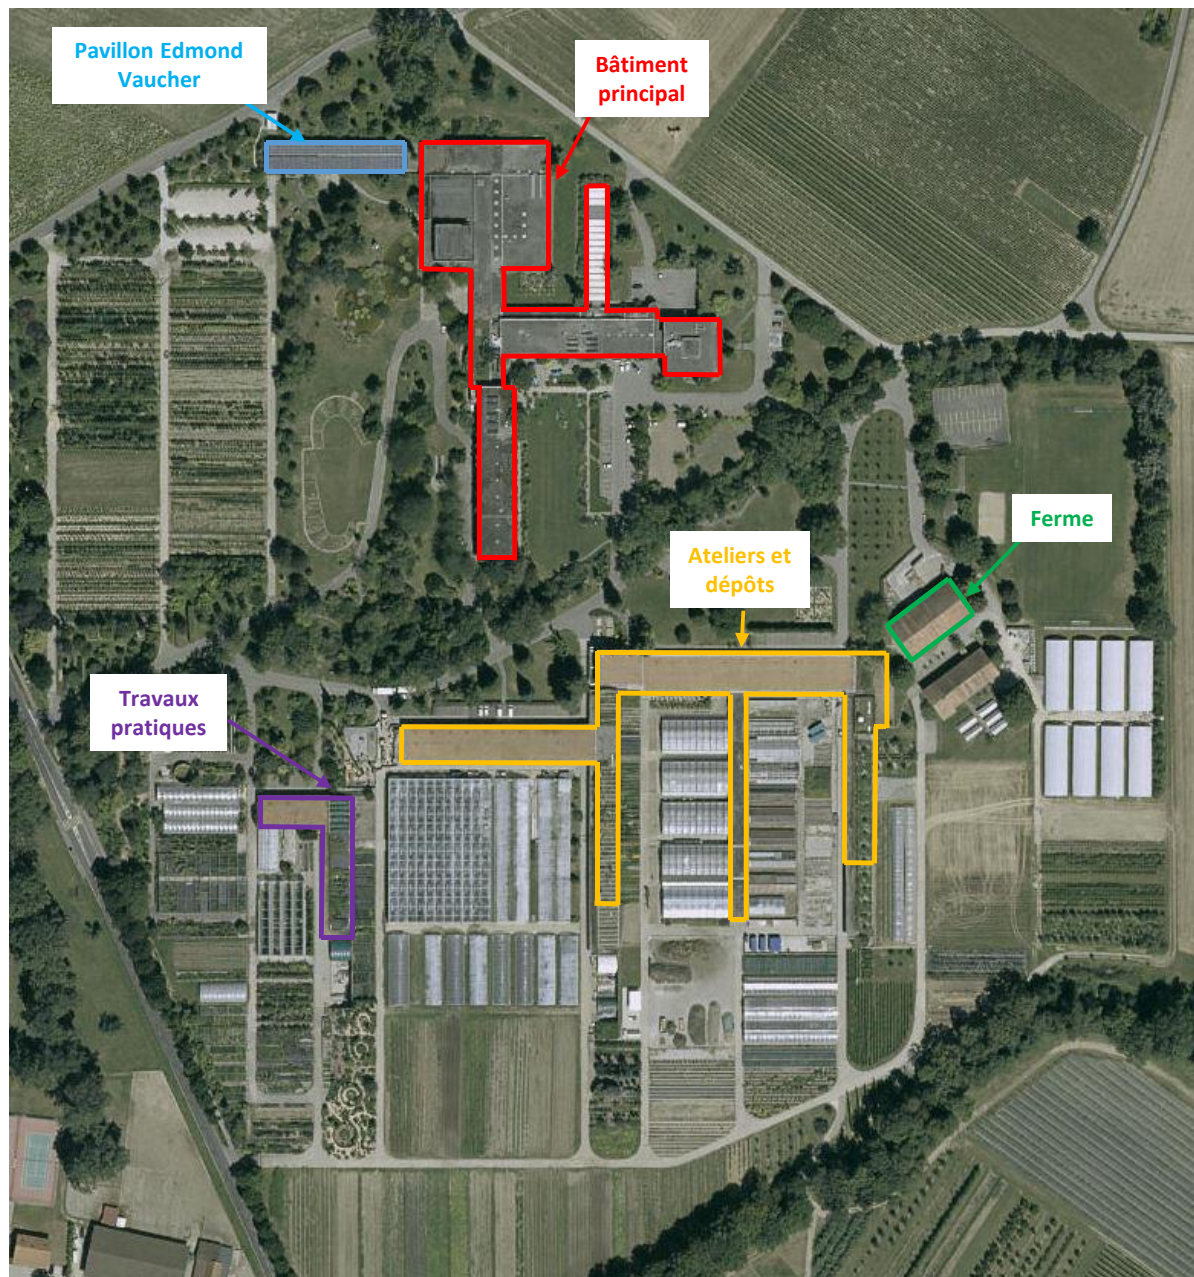 Pavillon Edmond
Vaucher
Bâtiment
principal
Ferme
Ateliers et
dépôts
Travaux
pratiques